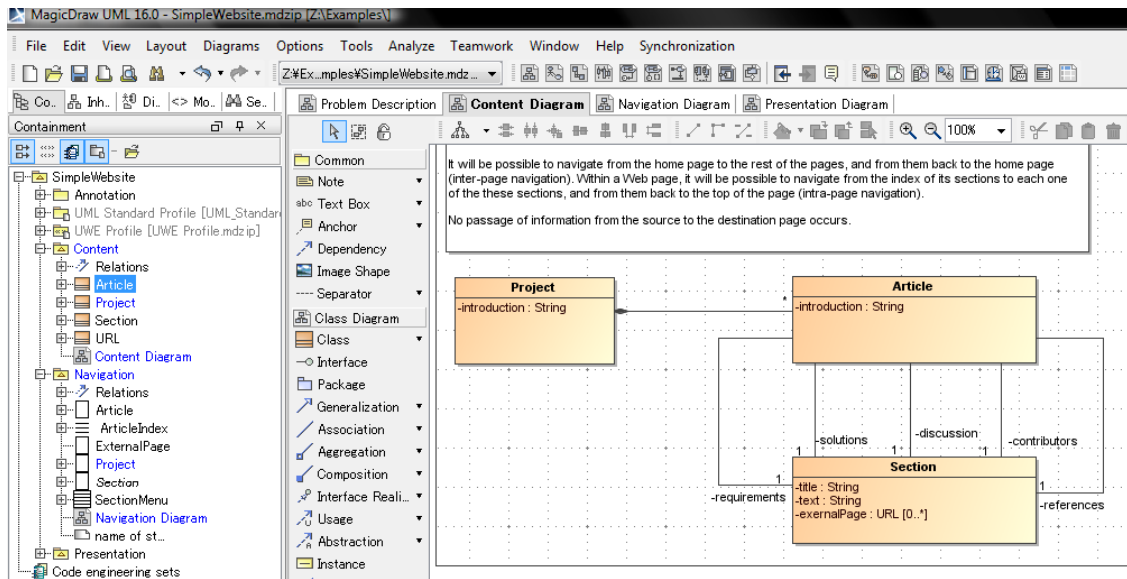 MagicDraw UML 16.0 - SimpleWebsite.mdzip [Z:\Examples\]
File Edit View Layout Diagrams Options Tools Analyze Teamwork Window Help Synchronization
Z:¥Ex...mples¥SimpleWebsite.mdz...
Co.. Inh.. Di.. <> Mo.. Se..
Problem Description Content Diagram Navigation Diagram Presentation Diagram
Containment
100%
SimpleWebsite
Annotation
UML Standard Profile [UML_Standar
UWE Profile [UWE Profile.mdzip]
Content
Relations
Article
Project
Section
URL
Content Diagram
Navigation
Relations
Article
ArticleIndex
ExternalPage
Project
Section
SectionMenu
Navigation Diagram
name of st...
Presentation
Code engineering sets
Common
Note
abc Text Box
Anchor
Dependency
Image Shape
Separator
Class Diagram
Class
Interface
Package
Generalization
Association
Aggregation
Composition
Interface Reali...
Usage
Abstraction
Instance
It will be possible to navigate from the home page to the rest of the pages, and from them back to the home page
(inter-page navigation). Within a Web page, it will be possible to navigate from the index of its sections to each one
of the these sections, and from them back to the top of the page (intra-page navigation).
No passage of information from the source to the destination page occurs.
Project
-introduction : String
*
Article
-introduction : String
-solutions
-discussion
-contributors
1
1
1
1
-requirements
Section
-title : String
-text : String
-exernalPage : URL [0..*]
1
-references